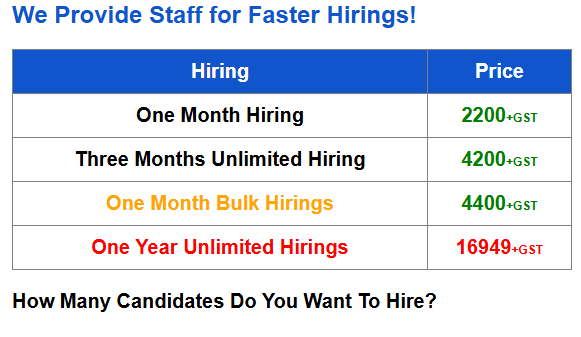 We Provide Staff for Faster Hirings!
Hiring Price
One Month Hiring 2200+GST
Three Months Unlimited Hiring 4200+GST
One Month Bulk Hirings 4400+GST
One Year Unlimited Hirings 16949+GST
How Many Candidates Do You Want To Hire?